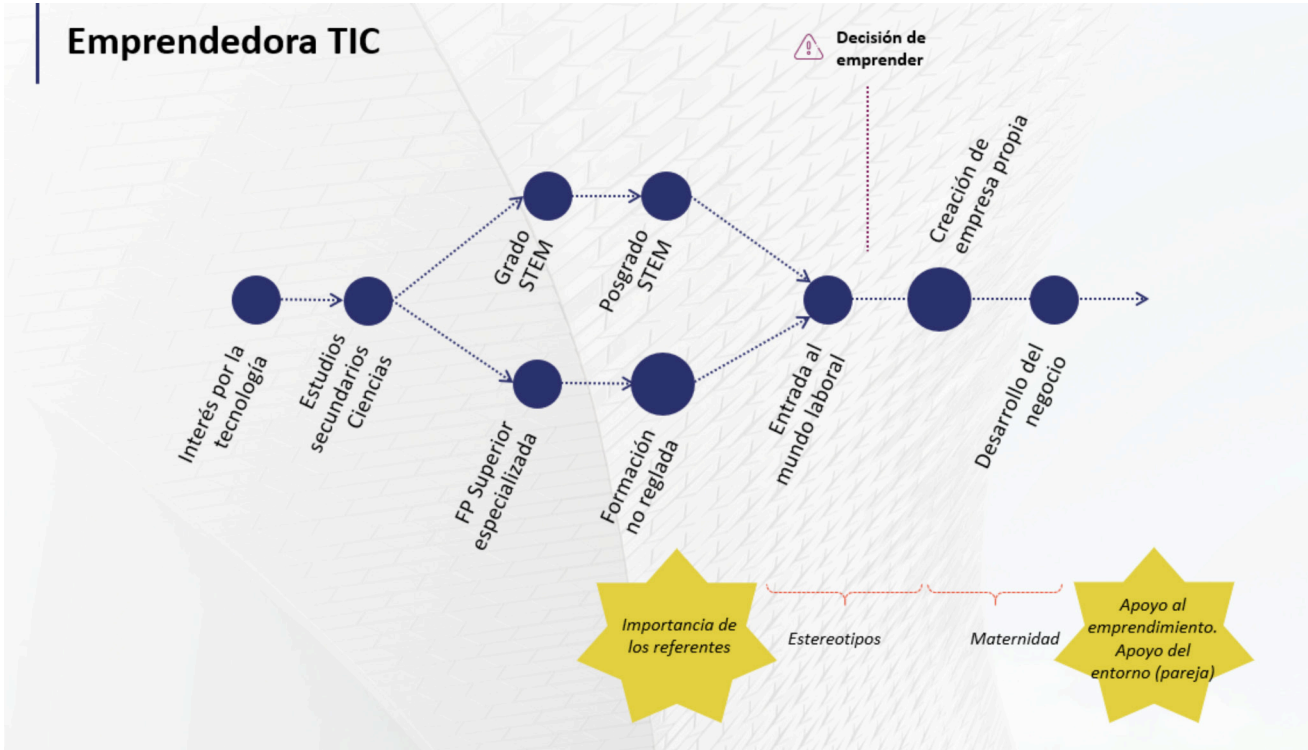 Emprendedora TIC
Decisión de
emprender
Creación de
empresa propia
Grado
STEM
Posgrado
STEM
Interés por la
tecnología
Estudios
secundarios
Ciencias
Entrada al
mundo laboral
Desarrollo del
negocio
FP Superior
especializada
Formación
no reglada
Importancia de
los referentes
Estereotipos
Maternidad
Apoyo al
emprendimiento.
Apoyo del
entorno (pareja)